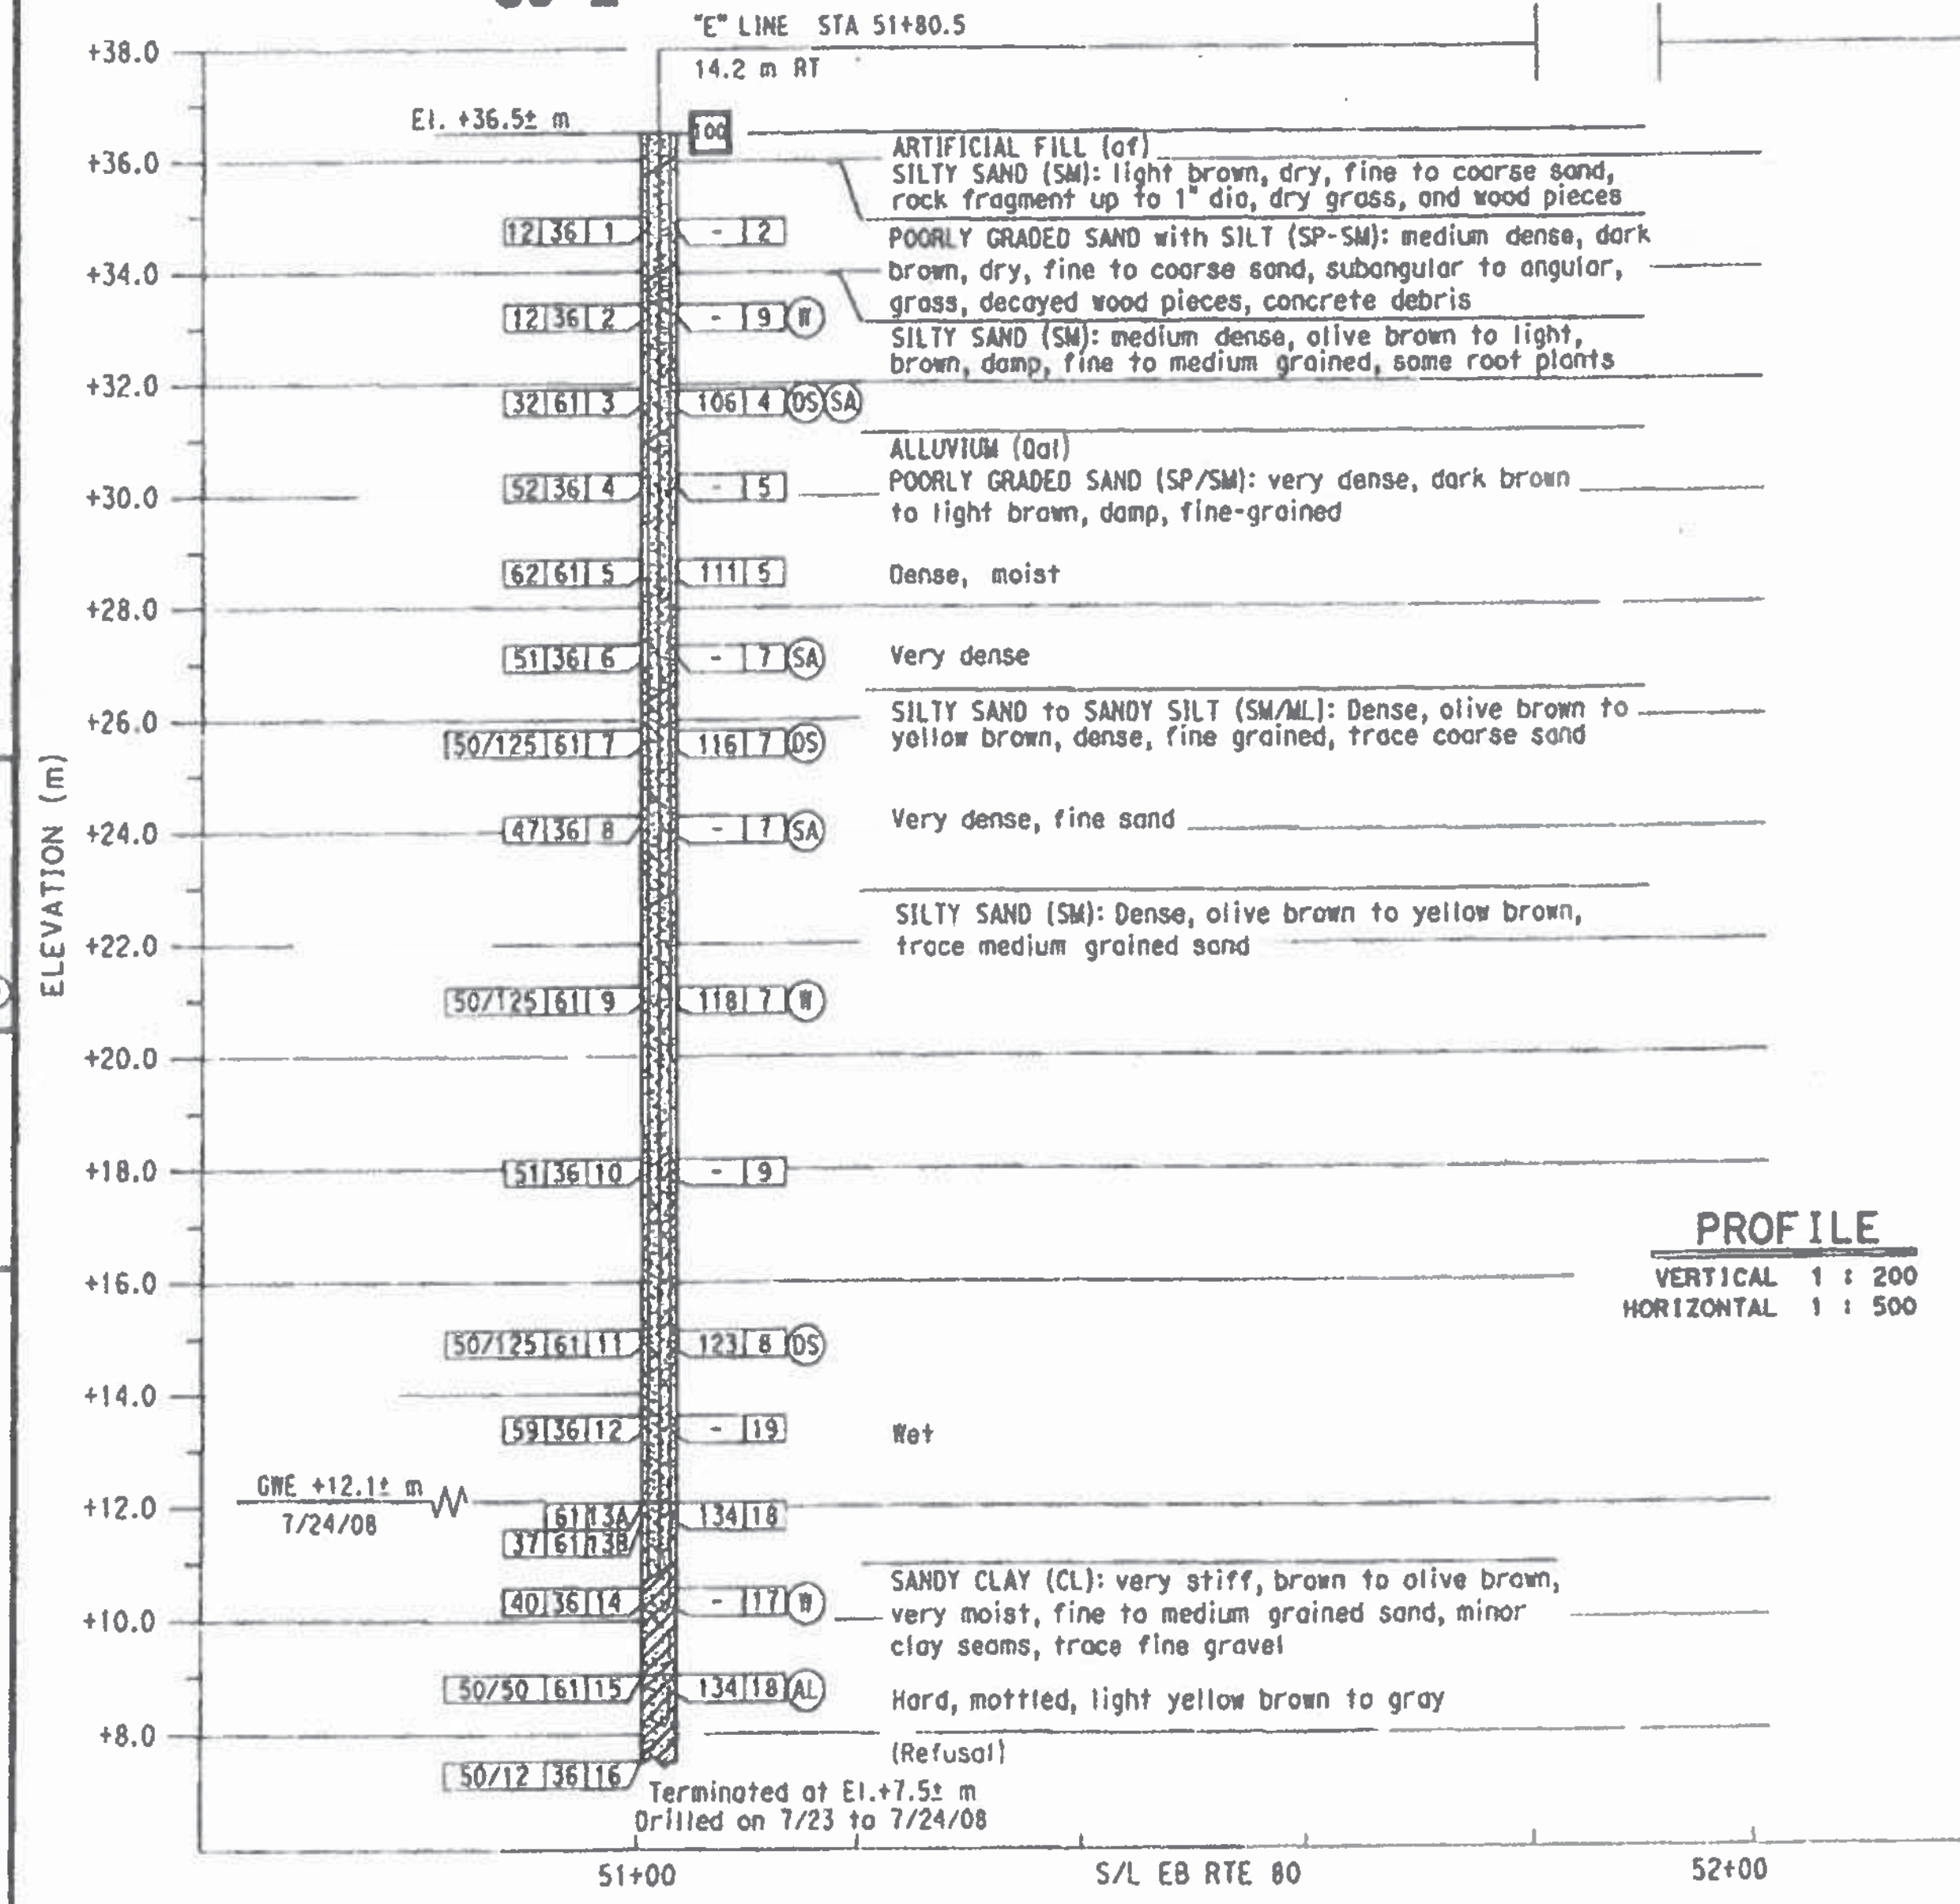 "E" LINE STA 51+80.5
14.2 m RT
+38.0
El. +36.5± m
100
+36.0
ARTIFICIAL FILL (af)
SILTY SAND (SM): light brown, dry, fine to coarse sand,
rock fragment up to 1" dia, dry grass, and wood pieces
12 36 1 - 2
POORLY GRADED SAND with SILT (SP-SM): medium dense, dark
+34.0
brown, dry, fine to coarse sand, subangular to angular,
grass, decayed wood pieces, concrete debris
12 36 2 - 9 W
SILTY SAND (SM): medium dense, olive brown to light,
brown, damp, fine to medium grained, some root plants
+32.0
32 61 3 106 4 DS SA
ALLUVIUM (Qal)
+30.0
52 36 4 - 5
POORLY GRADED SAND (SP/SM): very dense, dark brown
to light brown, damp, fine-grained
62 61 5 111 5
Dense, moist
+28.0
51 36 6 - 7 SA
Very dense
+26.0
SILTY SAND to SANDY SILT (SM/ML): Dense, olive brown to
yellow brown, dense, fine grained, trace coarse sand
50/125 61 7 116 7 DS
+24.0
47 36 8 - 7 SA
Very dense, fine sand
ELEVATION (m)
SILTY SAND (SM): Dense, olive brown to yellow brown,
trace medium grained sand
+22.0
50/125 61 9 118 7 W
+20.0
+18.0
51 36 10 - 9
PROFILE
VERTICAL 1 : 200
HORIZONTAL 1 : 500
+16.0
50/125 61 11 123 8 DS
+14.0
59 36 12 - 19
Wet
GWE +12.1± m
7/24/08
+12.0
61 13A 134 18
37 61 13B
SANDY CLAY (CL): very stiff, brown to olive brown,
very moist, fine to medium grained sand, minor
clay seams, trace fine gravel
40 36 14 - 17 W
+10.0
50/50 61 15 134 18 AL
Hard, mottled, light yellow brown to gray
+8.0
(Refusal)
50/12 36 16
Terminated at El.+7.5± m
Drilled on 7/23 to 7/24/08
51+00
S/L EB RTE 80
52+00